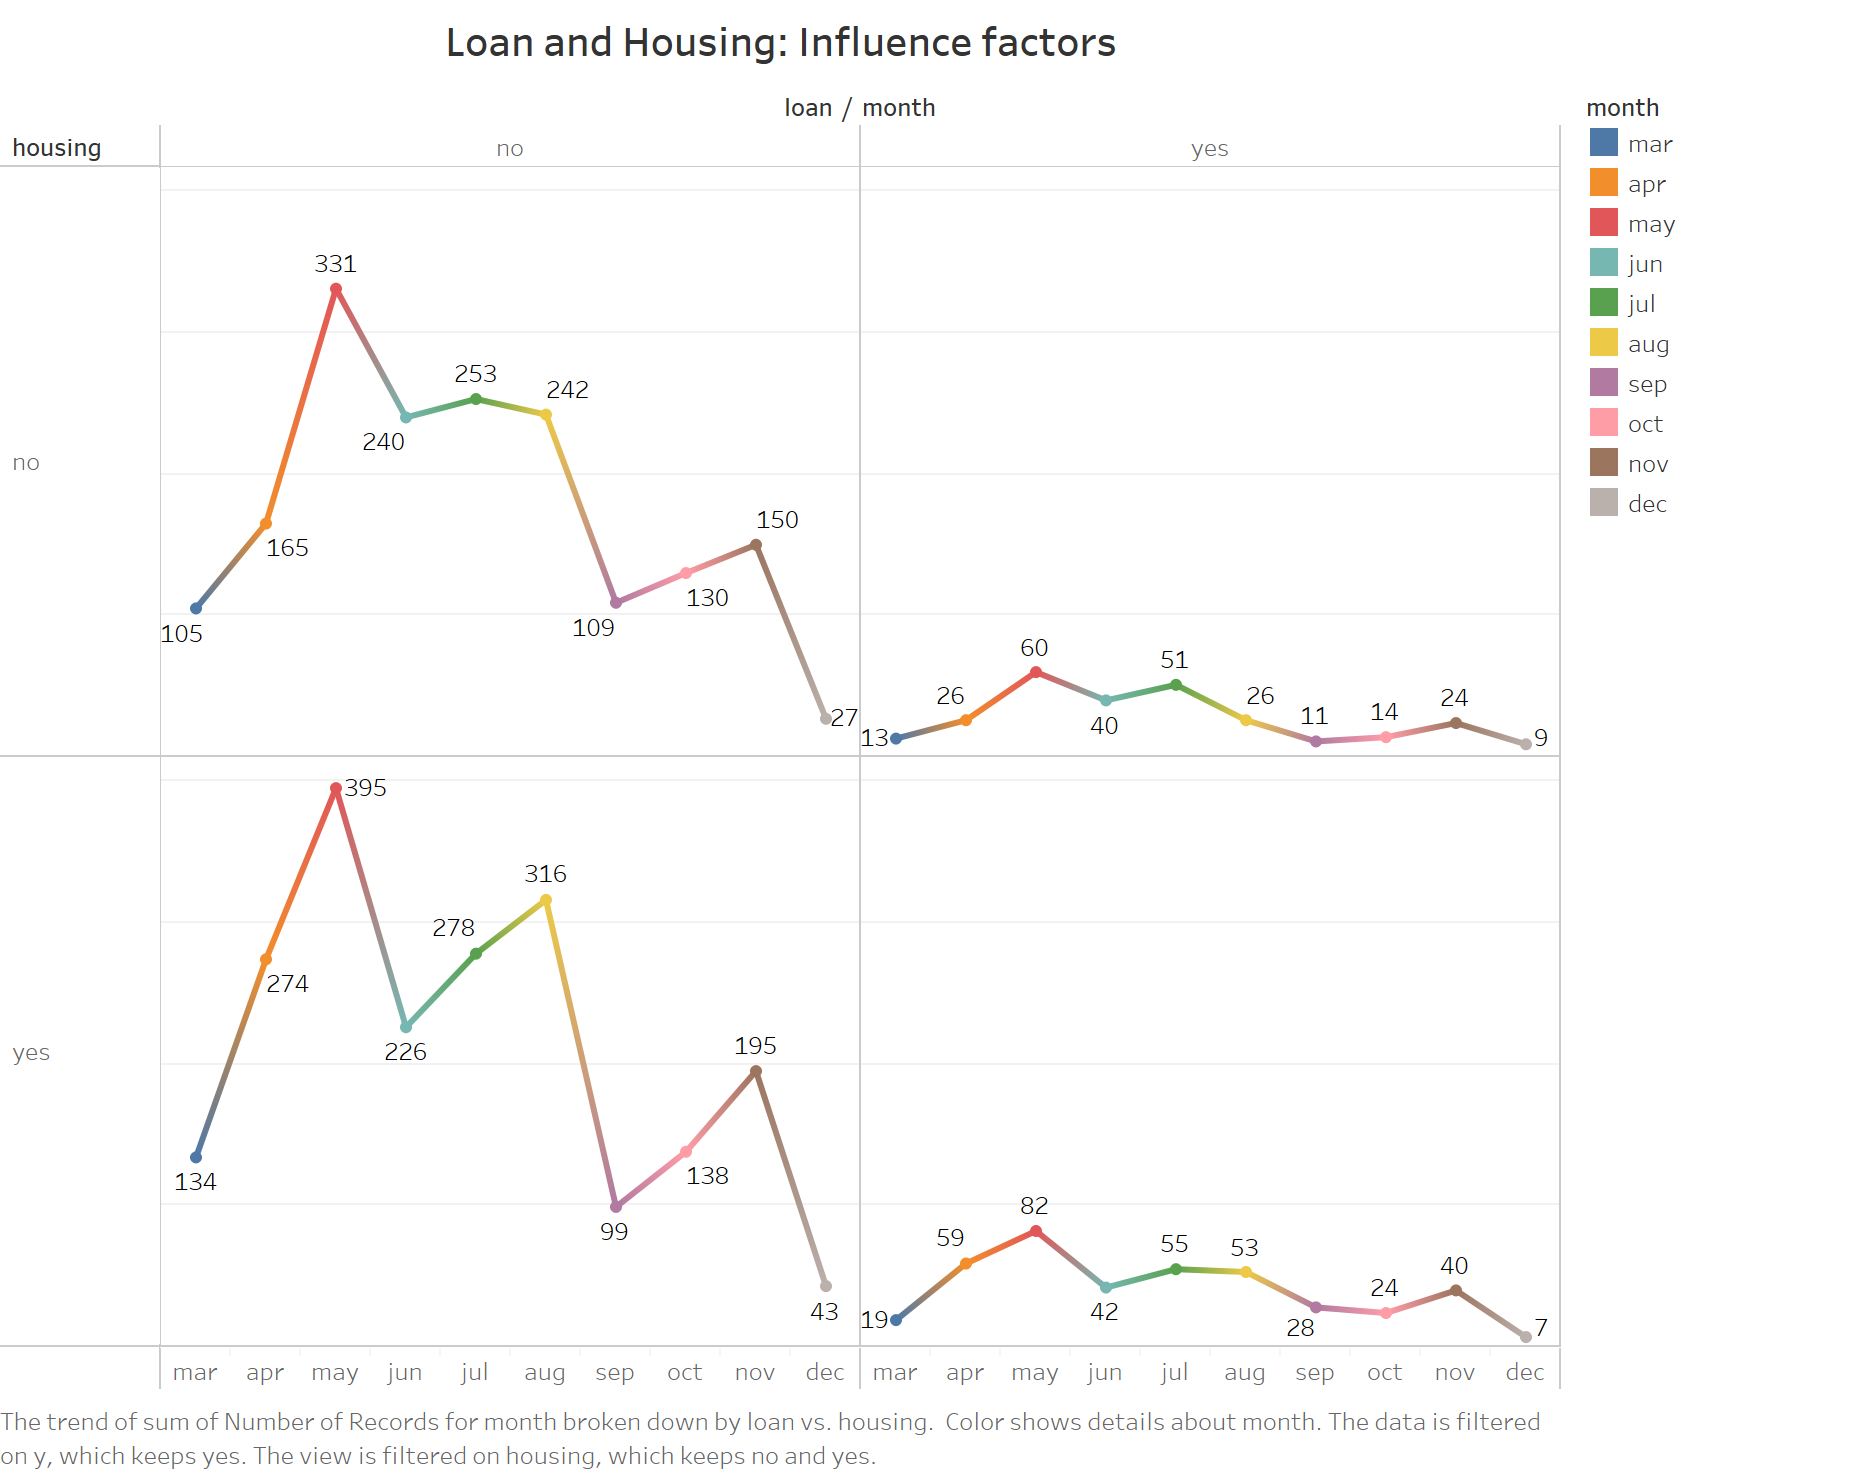 Loan and Housing: Influence factors
loan / month
housing
no
yes
month
mar
apr
may
jun
jul
aug
sep
oct
nov
dec
no
331
253
242
240
165
150
130
109
105
27
60
51
40
26
26
24
14
11
13
9
yes
395
316
278
274
226
195
134
138
99
43
82
59
55
53
42
40
28
24
19
7
mar apr may jun jul aug sep oct nov dec mar apr may jun jul aug sep oct nov dec
The trend of sum of Number of Records for month broken down by loan vs. housing.  Color shows details about month. The data is filtered
on y, which keeps yes. The view is filtered on housing, which keeps no and yes.